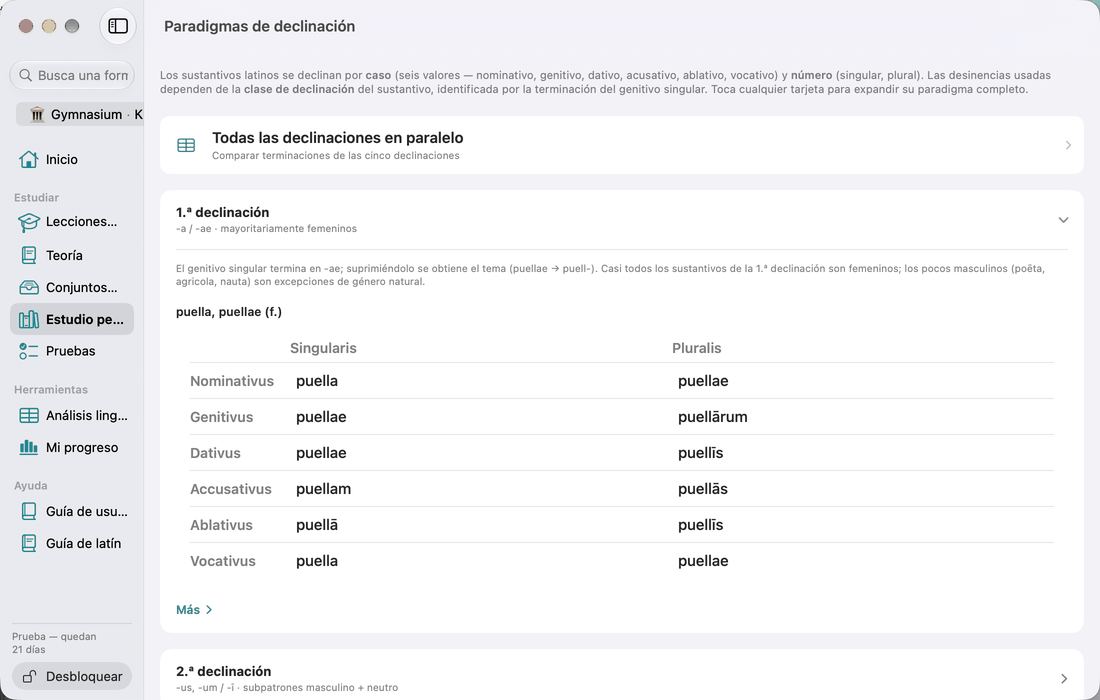 Paradigmas de declinación
Busca una forn
Gymnasium · K
Inicio
Estudiar
Lecciones...
Teoría
Conjuntos...
Estudio pe...
Pruebas
Herramientas
Análisis ling...
Mi progreso
Ayuda
Guía de usu...
Guía de latín
Prueba — quedan
21 días
Desbloquear
Los sustantivos latinos se declinan por caso (seis valores — nominativo, genitivo, dativo, acusativo, ablativo, vocativo) y número (singular, plural). Las desinencias usadas
dependen de la clase de declinación del sustantivo, identificada por la terminación del genitivo singular. Toca cualquier tarjeta para expandir su paradigma completo.
Todas las declinaciones en paralelo
Comparar terminaciones de las cinco declinaciones
1.ª declinación
-a / -ae · mayoritariamente femeninos
El genitivo singular termina en -ae; suprimiéndolo se obtiene el tema (puellae → puell-). Casi todos los sustantivos de la 1.ª declinación son femeninos; los pocos masculinos (poēta,
agricola, nauta) son excepciones de género natural.
puella, puellae (f.)
Singularis Pluralis
Nominativus puella puellae
Genitivus puellae puellārum
Dativus puellae puellīs
Accusativus puellam puellās
Ablativus puellā puellīs
Vocativus puella puellae
Más
2.ª declinación
-us, -um / -ī · subpatrones masculino + neutro